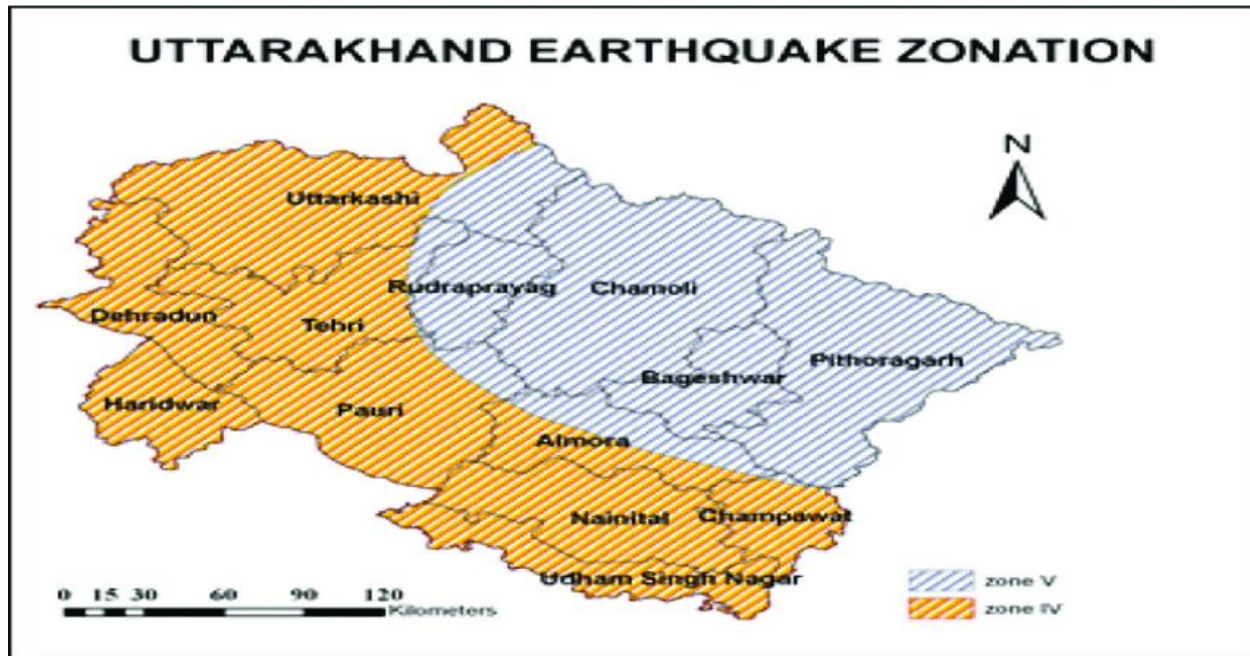 UTTARAKHAND EARTHQUAKE ZONATION
N
Uttarkashi
Rudraprayag
Chamoli
Dehradun
Tehri
Pithoragarh
Bageshwar
Haridwar
Pauri
Almora
Nainital
Champawat
Udham Singh Nagar
0 15 30 60 90 120
Kilometers
zone V
zone IV